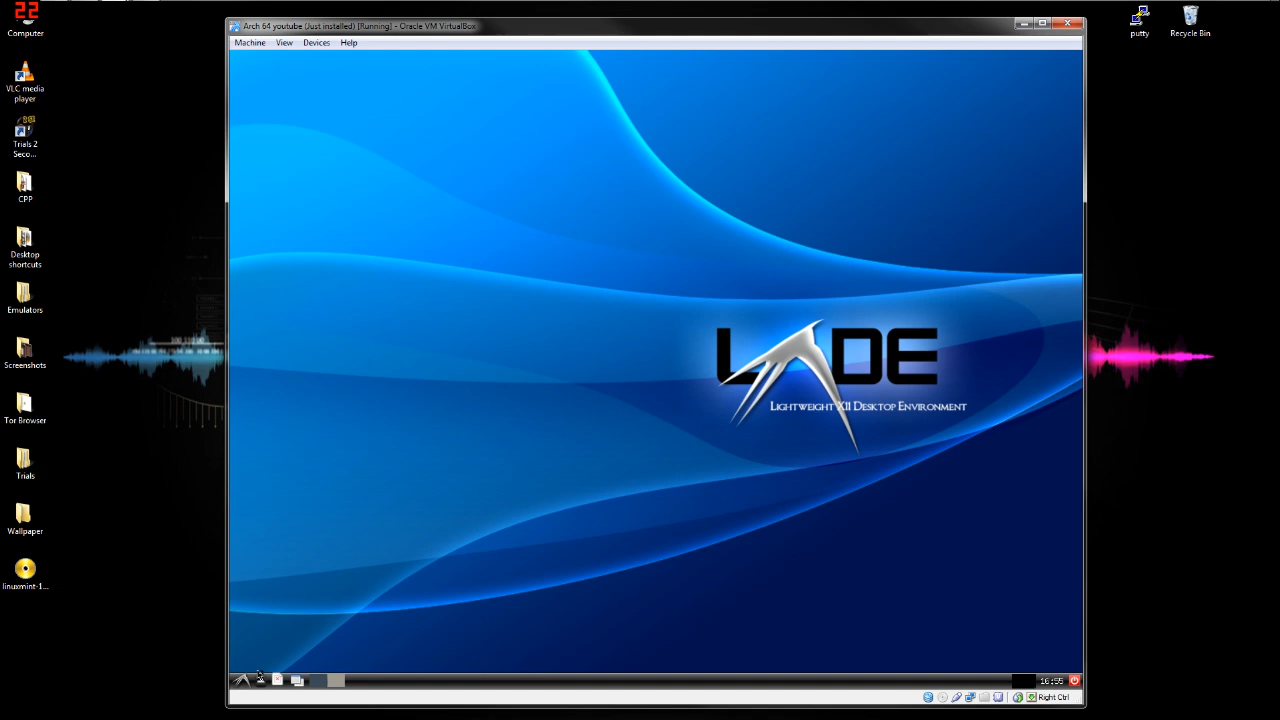 22
Computer
VLC media
player
Trials 2
Seco...
CPP
Desktop
shortcuts
Emulators
Screenshots
Tor Browser
Trials
Wallpaper
linuxmint-1...
Arch 64 youtube (Just installed) [Running] - Oracle VM VirtualBox
Machine View Devices Help
LXDE
Lightweight X11 Desktop Environment
16:55
Right Ctrl
putty
Recycle Bin